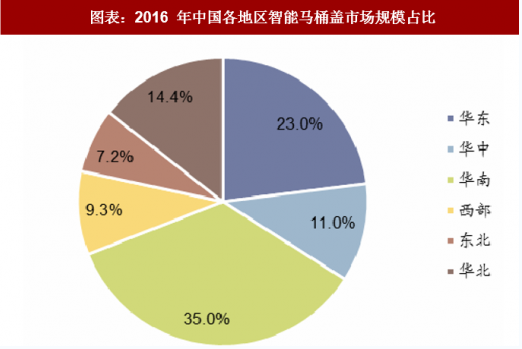 图表：2016 年中国各地区智能马桶盖市场规模占比
14.4%
23.0%
7.2%
9.3%
11.0%
35.0%
华东
华中
华南
西部
东北
华北